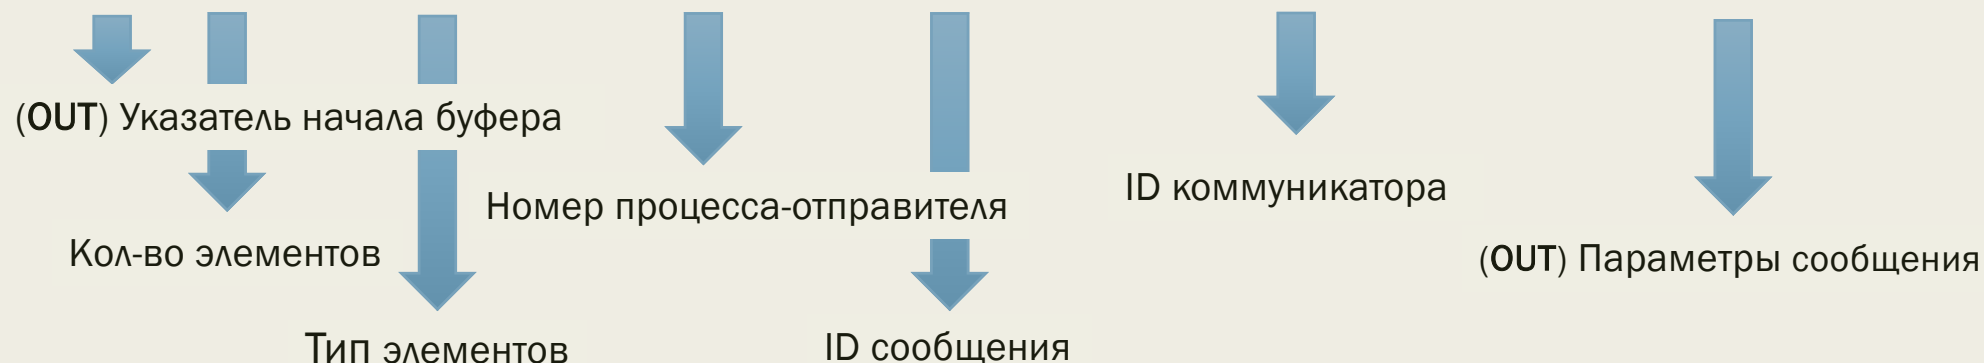 (OUT) Указатель начала буфера
Кол-во элементов
Тип элементов
Номер процесса-отправителя
ID сообщения
ID коммуникатора
(OUT) Параметры сообщения